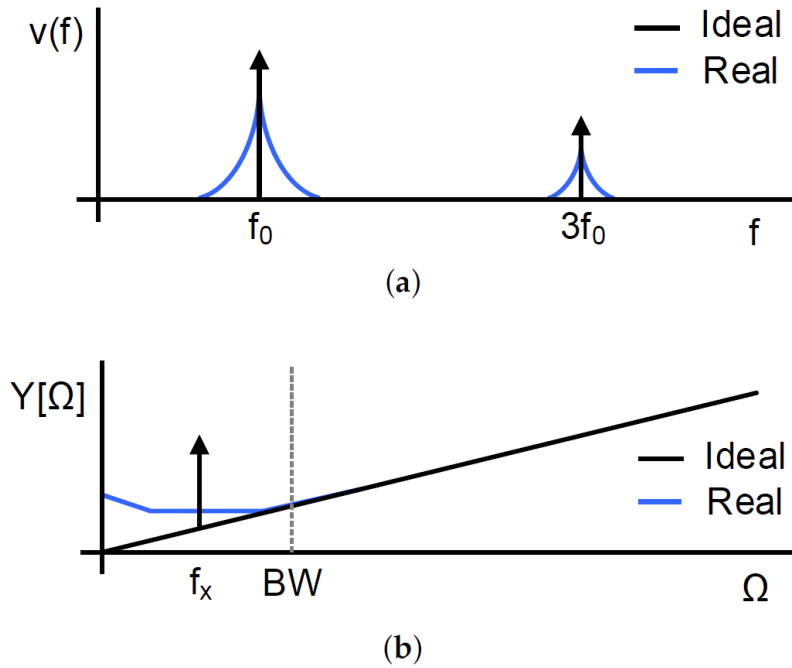 v(f)
Ideal
Real
f₀
3f₀
f
(a)
Y[Ω]
Ideal
Real
fₓ
BW
Ω
(b)